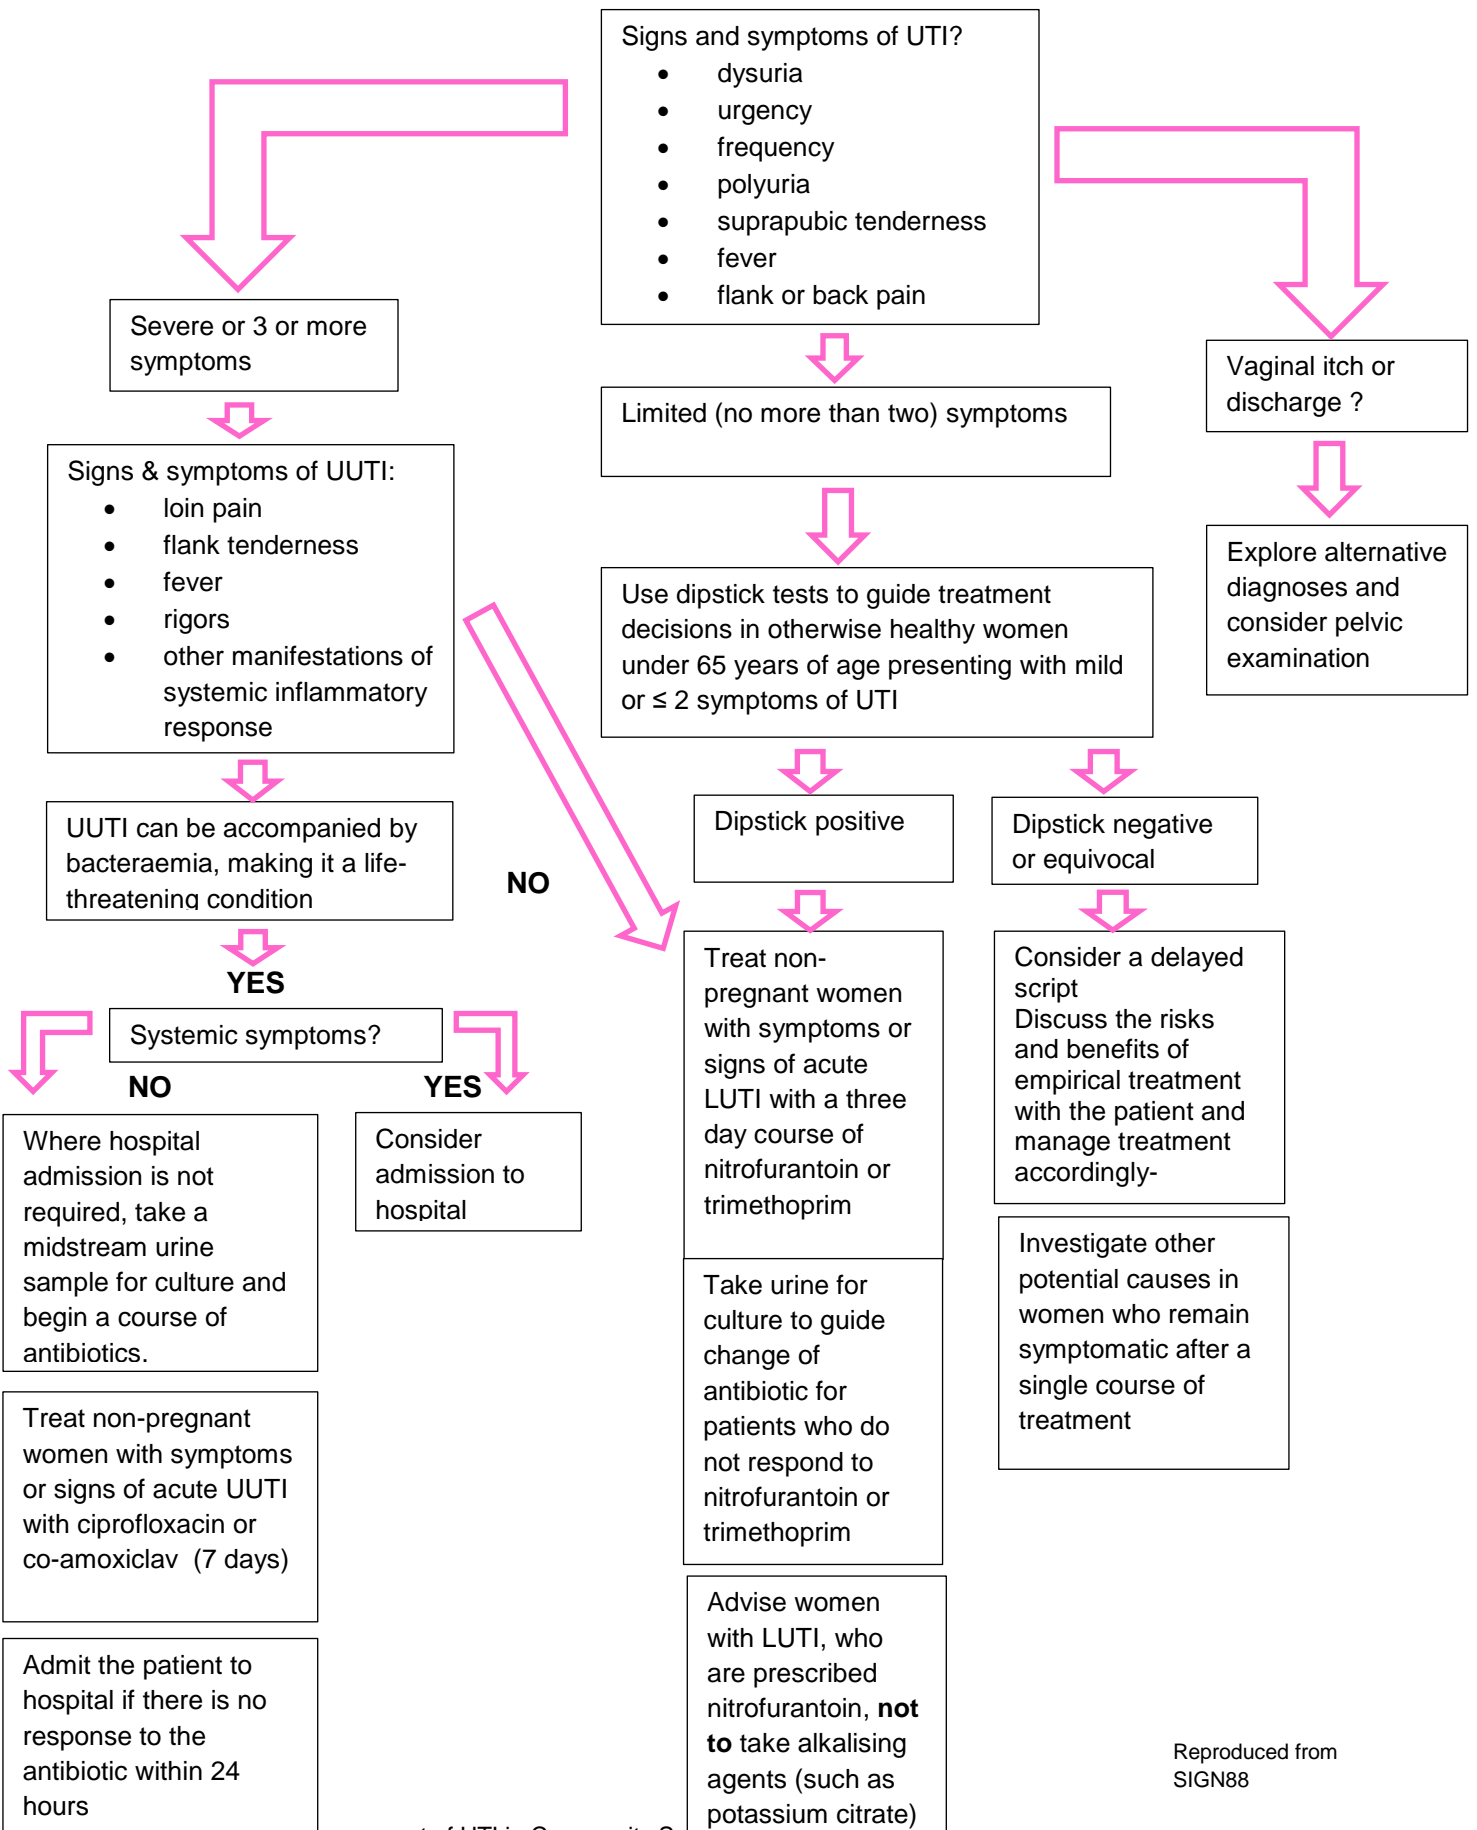 Signs and symptoms of UTI?
• dysuria
• urgency
• frequency
• polyuria
• suprapubic tenderness
• fever
• flank or back pain
Severe or 3 or more
symptoms
Limited (no more than two) symptoms
Vaginal itch or
discharge ?
Signs & symptoms of UUTI:
• loin pain
• flank tenderness
• fever
• rigors
• other manifestations of
systemic inflammatory
response
Use dipstick tests to guide treatment
decisions in otherwise healthy women
under 65 years of age presenting with mild
or ≤ 2 symptoms of UTI
Explore alternative
diagnoses and
consider pelvic
examination
UUTI can be accompanied by
bacteraemia, making it a life-
threatening condition
NO
Dipstick positive
Dipstick negative
or equivocal
YES
Systemic symptoms?
NO
YES
Where hospital
admission is not
required, take a
midstream urine
sample for culture and
begin a course of
antibiotics.
Consider
admission to
hospital
Treat non-
pregnant women
with symptoms or
signs of acute
LUTI with a three
day course of
nitrofurantoin or
trimethoprim
Consider a delayed
script
Discuss the risks
and benefits of
empirical treatment
with the patient and
manage treatment
accordingly-
Take urine for
culture to guide
change of
antibiotic for
patients who do
not respond to
nitrofurantoin or
trimethoprim
Investigate other
potential causes in
women who remain
symptomatic after a
single course of
treatment
Treat non-pregnant
women with symptoms
or signs of acute UUTI
with ciprofloxacin or
co-amoxiclav (7 days)
Admit the patient to
hospital if there is no
response to the
antibiotic within 24
hours
Advise women
with LUTI, who
are prescribed
nitrofurantoin, not
to take alkalising
agents (such as
potassium citrate)
Reproduced from
SIGN88
of UTI in Community S